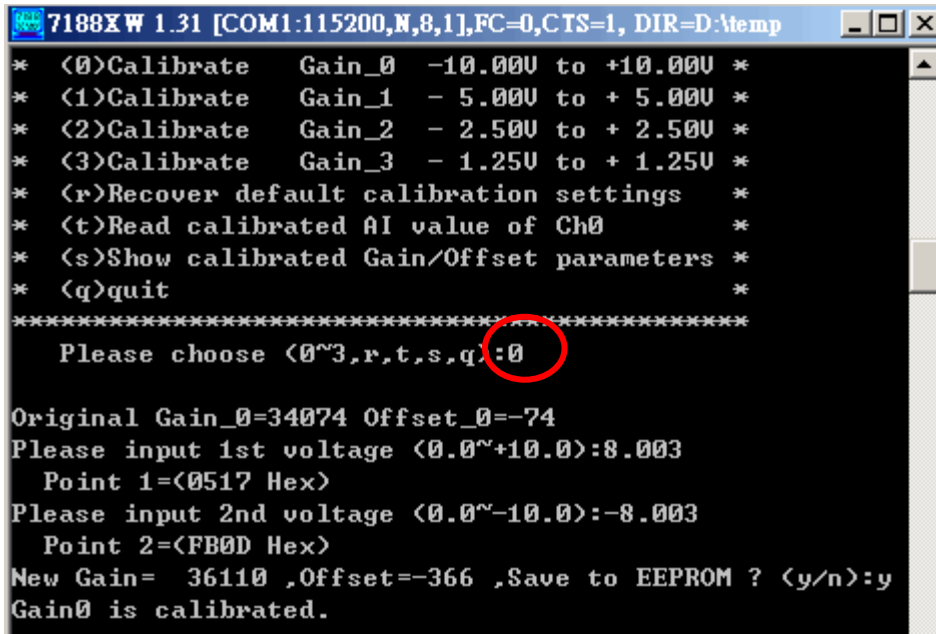 7188XW 1.31 [COM1:115200,N,8,1],FC=0,CTS=1, DIR=D:\temp
*  (0)Calibrate   Gain_0  -10.00V to +10.00V *
*  (1)Calibrate   Gain_1  - 5.00V to + 5.00V *
*  (2)Calibrate   Gain_2  - 2.50V to + 2.50V *
*  (3)Calibrate   Gain_3  - 1.25V to + 1.25V *
*  (r)Recover default calibration settings   *
*  (t)Read calibrated AI value of Ch0        *
*  (s)Show calibrated Gain/Offset parameters *
*  (q)quit                                   *
**********************************************
   Please choose (0~3,r,t,s,q):0
Original Gain_0=34074 Offset_0=-74
Please input 1st voltage (0.0~+10.0):8.003
  Point 1=(0517 Hex)
Please input 2nd voltage (0.0~-10.0):-8.003
  Point 2=(FB0D Hex)
New Gain=  36110 ,Offset=-366 ,Save to EEPROM ? (y/n):y
Gain0 is calibrated.